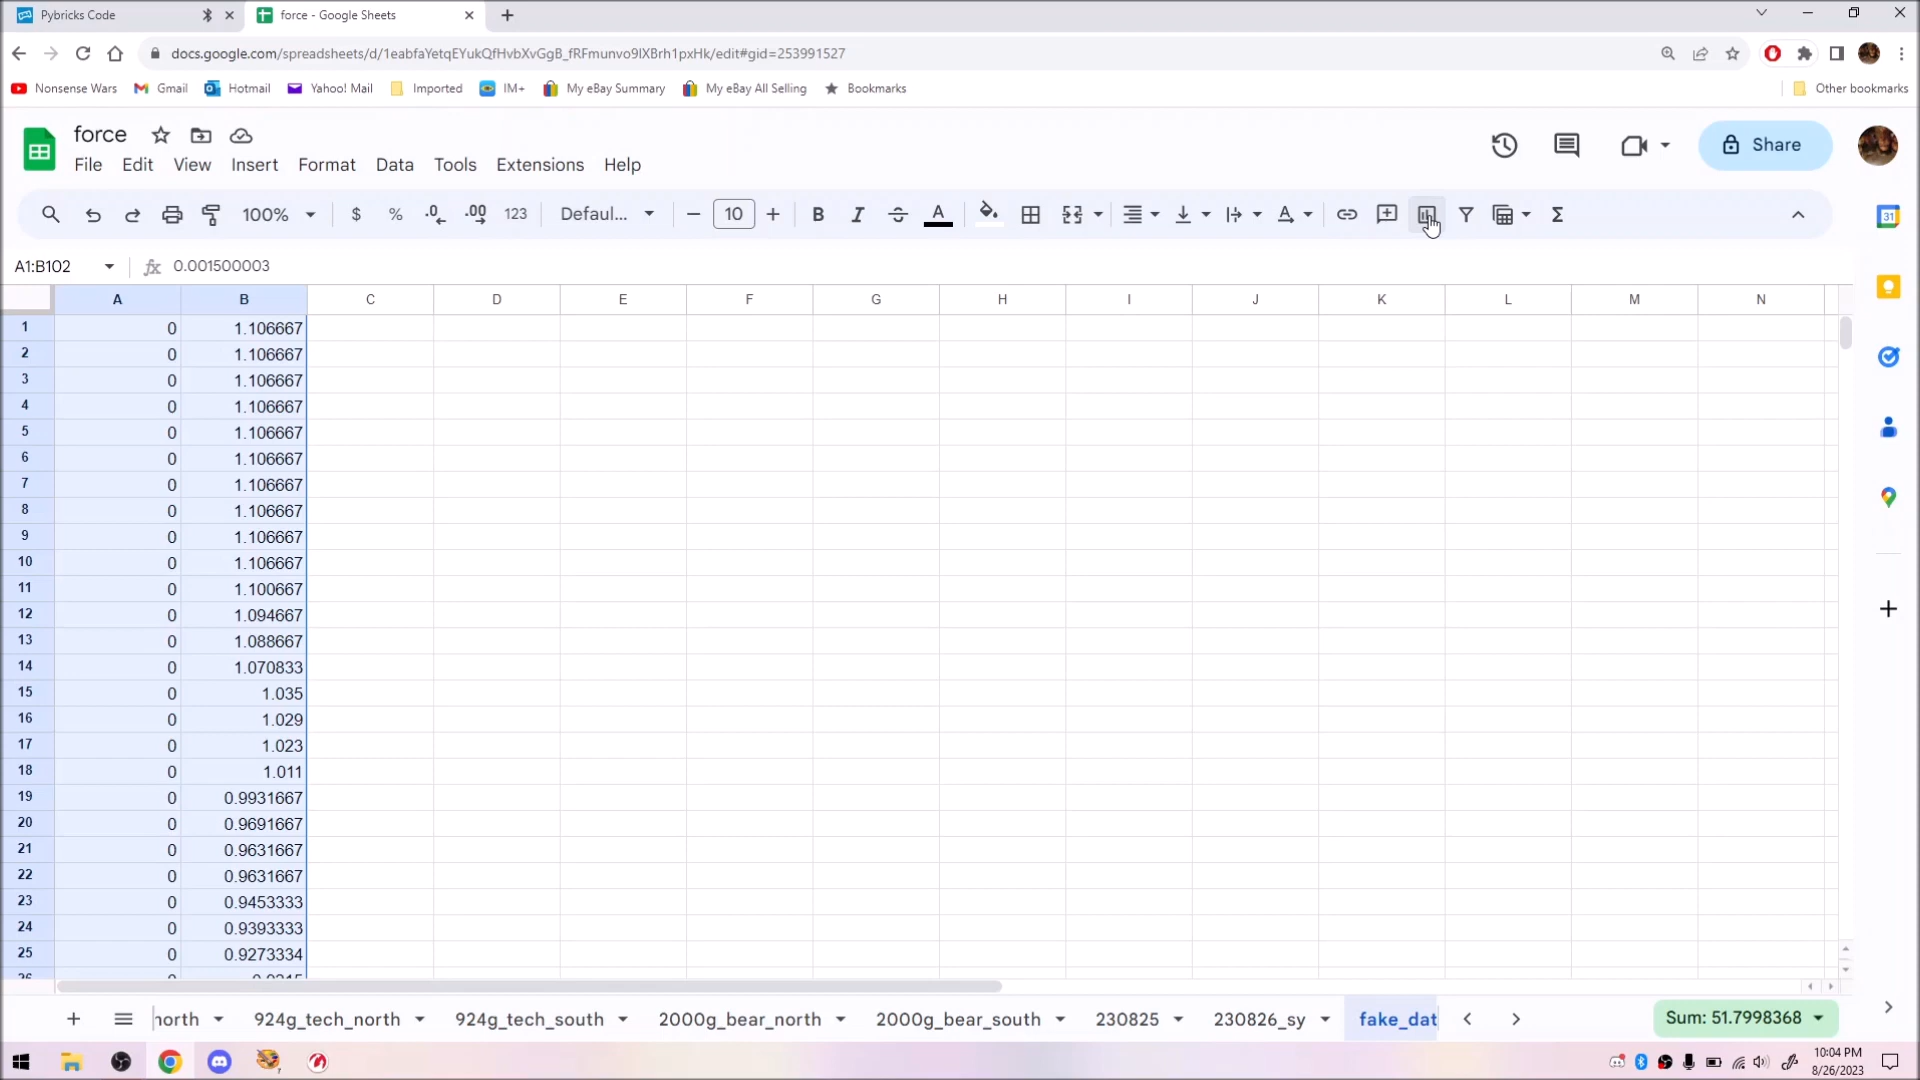 Pybricks Code
force - Google Sheets
docs.google.com/spreadsheets/d/1eabfaYetqEYukQfHvbXvGgB_fRFmunvo9lXBrh1pxHk/edit#gid=253991527
Nonsense Wars Gmail Hotmail Yahoo! Mail Imported IM+ My eBay Summary My eBay All Selling Bookmarks Other bookmarks
force
File Edit View Insert Format Data Tools Extensions Help
Share
100% $ % .0 .00 123 Defaul... 10 B I A Σ
31
A1:B102 fx 0.001500003
A B C D E F G H I J K L M N
1 0 1.106667
2 0 1.106667
3 0 1.106667
4 0 1.106667
5 0 1.106667
6 0 1.106667
7 0 1.106667
8 0 1.106667
9 0 1.106667
10 0 1.106667
11 0 1.100667
12 0 1.094667
13 0 1.088667
14 0 1.070833
15 0 1.035
16 0 1.029
17 0 1.023
18 0 1.011
19 0 0.9931667
20 0 0.9691667
21 0 0.9631667
22 0 0.9631667
23 0 0.9453333
24 0 0.9393333
25 0 0.9273334
26 0 0.9215
north 924g_tech_north 924g_tech_south 2000g_bear_north 2000g_bear_south 230825 230826_sy fake_dat Sum: 51.7998368
10:04 PM
8/26/2023